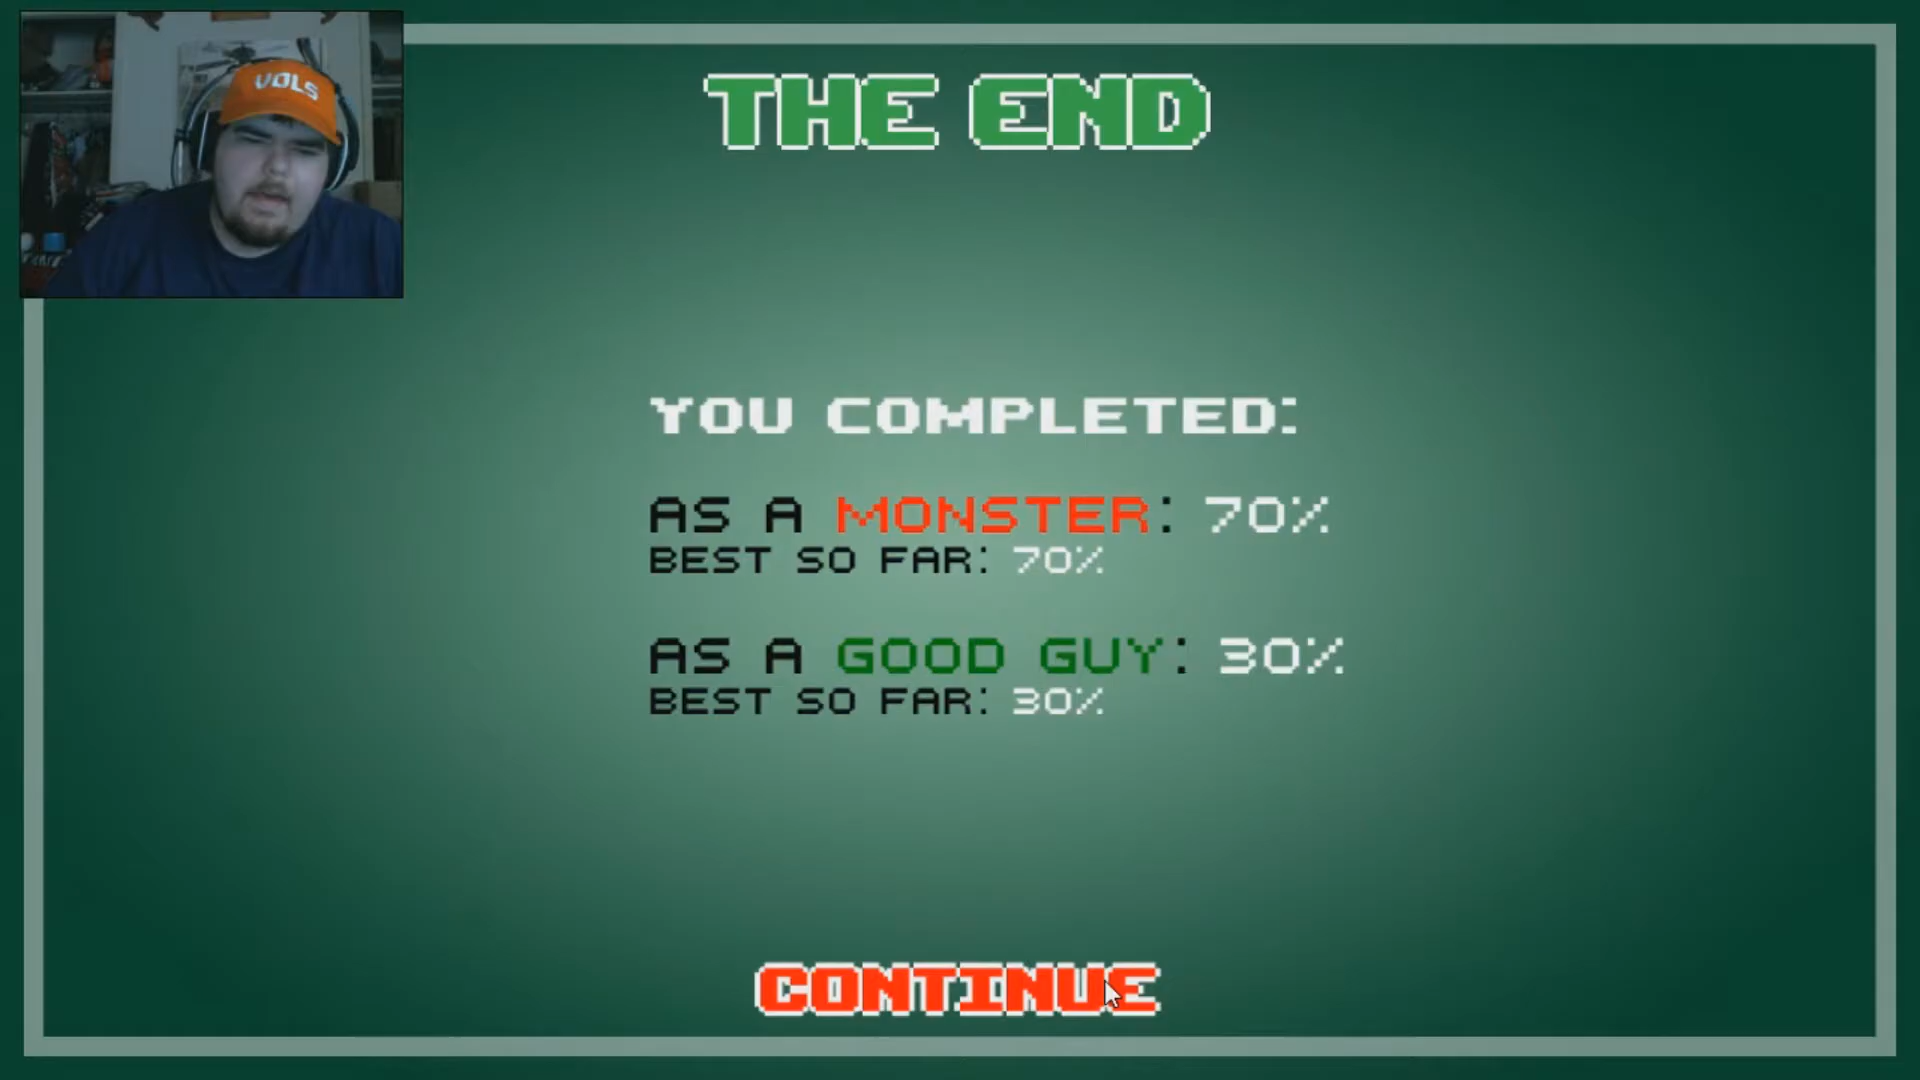 VOLS
THE END
YOU COMPLETED:
AS A MONSTER: 70%
BEST SO FAR: 70%
AS A GOOD GUY: 30%
BEST SO FAR: 30%
CONTINUE